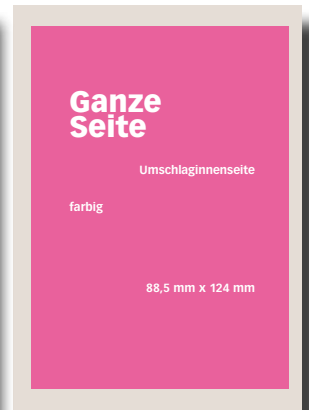 Ganze
Seite
Umschlaginnenseite
farbig
88,5 mm x 124 mm